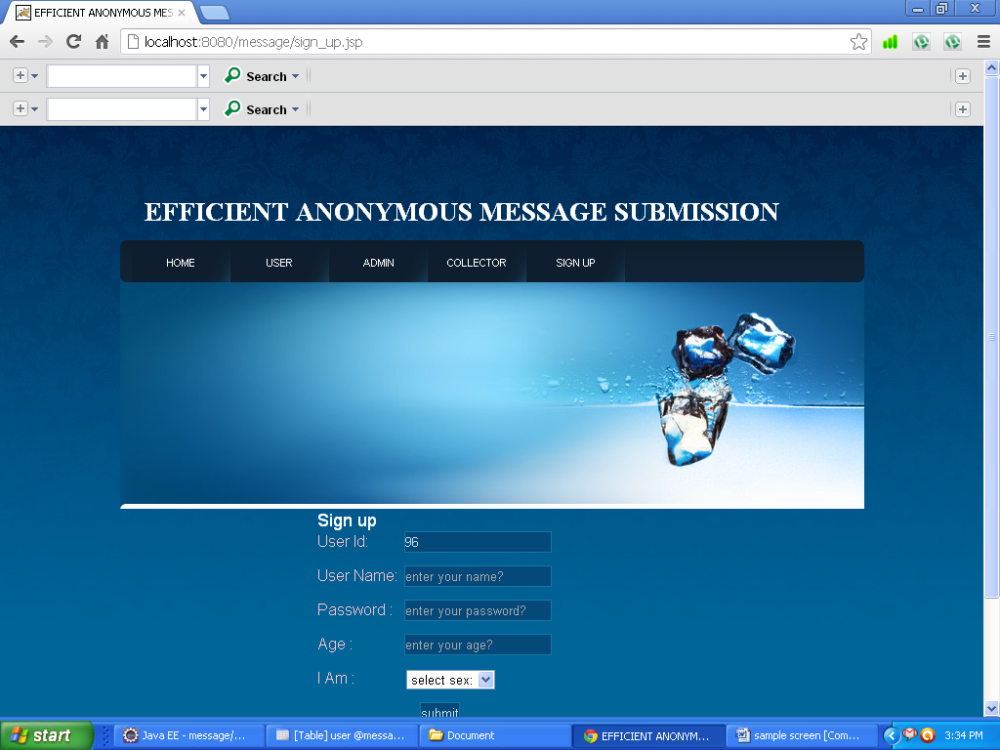 EFFICIENT ANONYMOUS MES
localhost:8080/message/sign_up.jsp
Search
Search
EFFICIENT ANONYMOUS MESSAGE SUBMISSION
HOME USER ADMIN COLLECTOR SIGN UP
Sign up
User Id: 96
User Name: enter your name?
Password : enter your password?
Age : enter your age?
I Am : select sex:
submit
start Java EE - message/... [Table] user @messa... Document EFFICIENT ANONYM... sample screen [Com... 3:34 PM